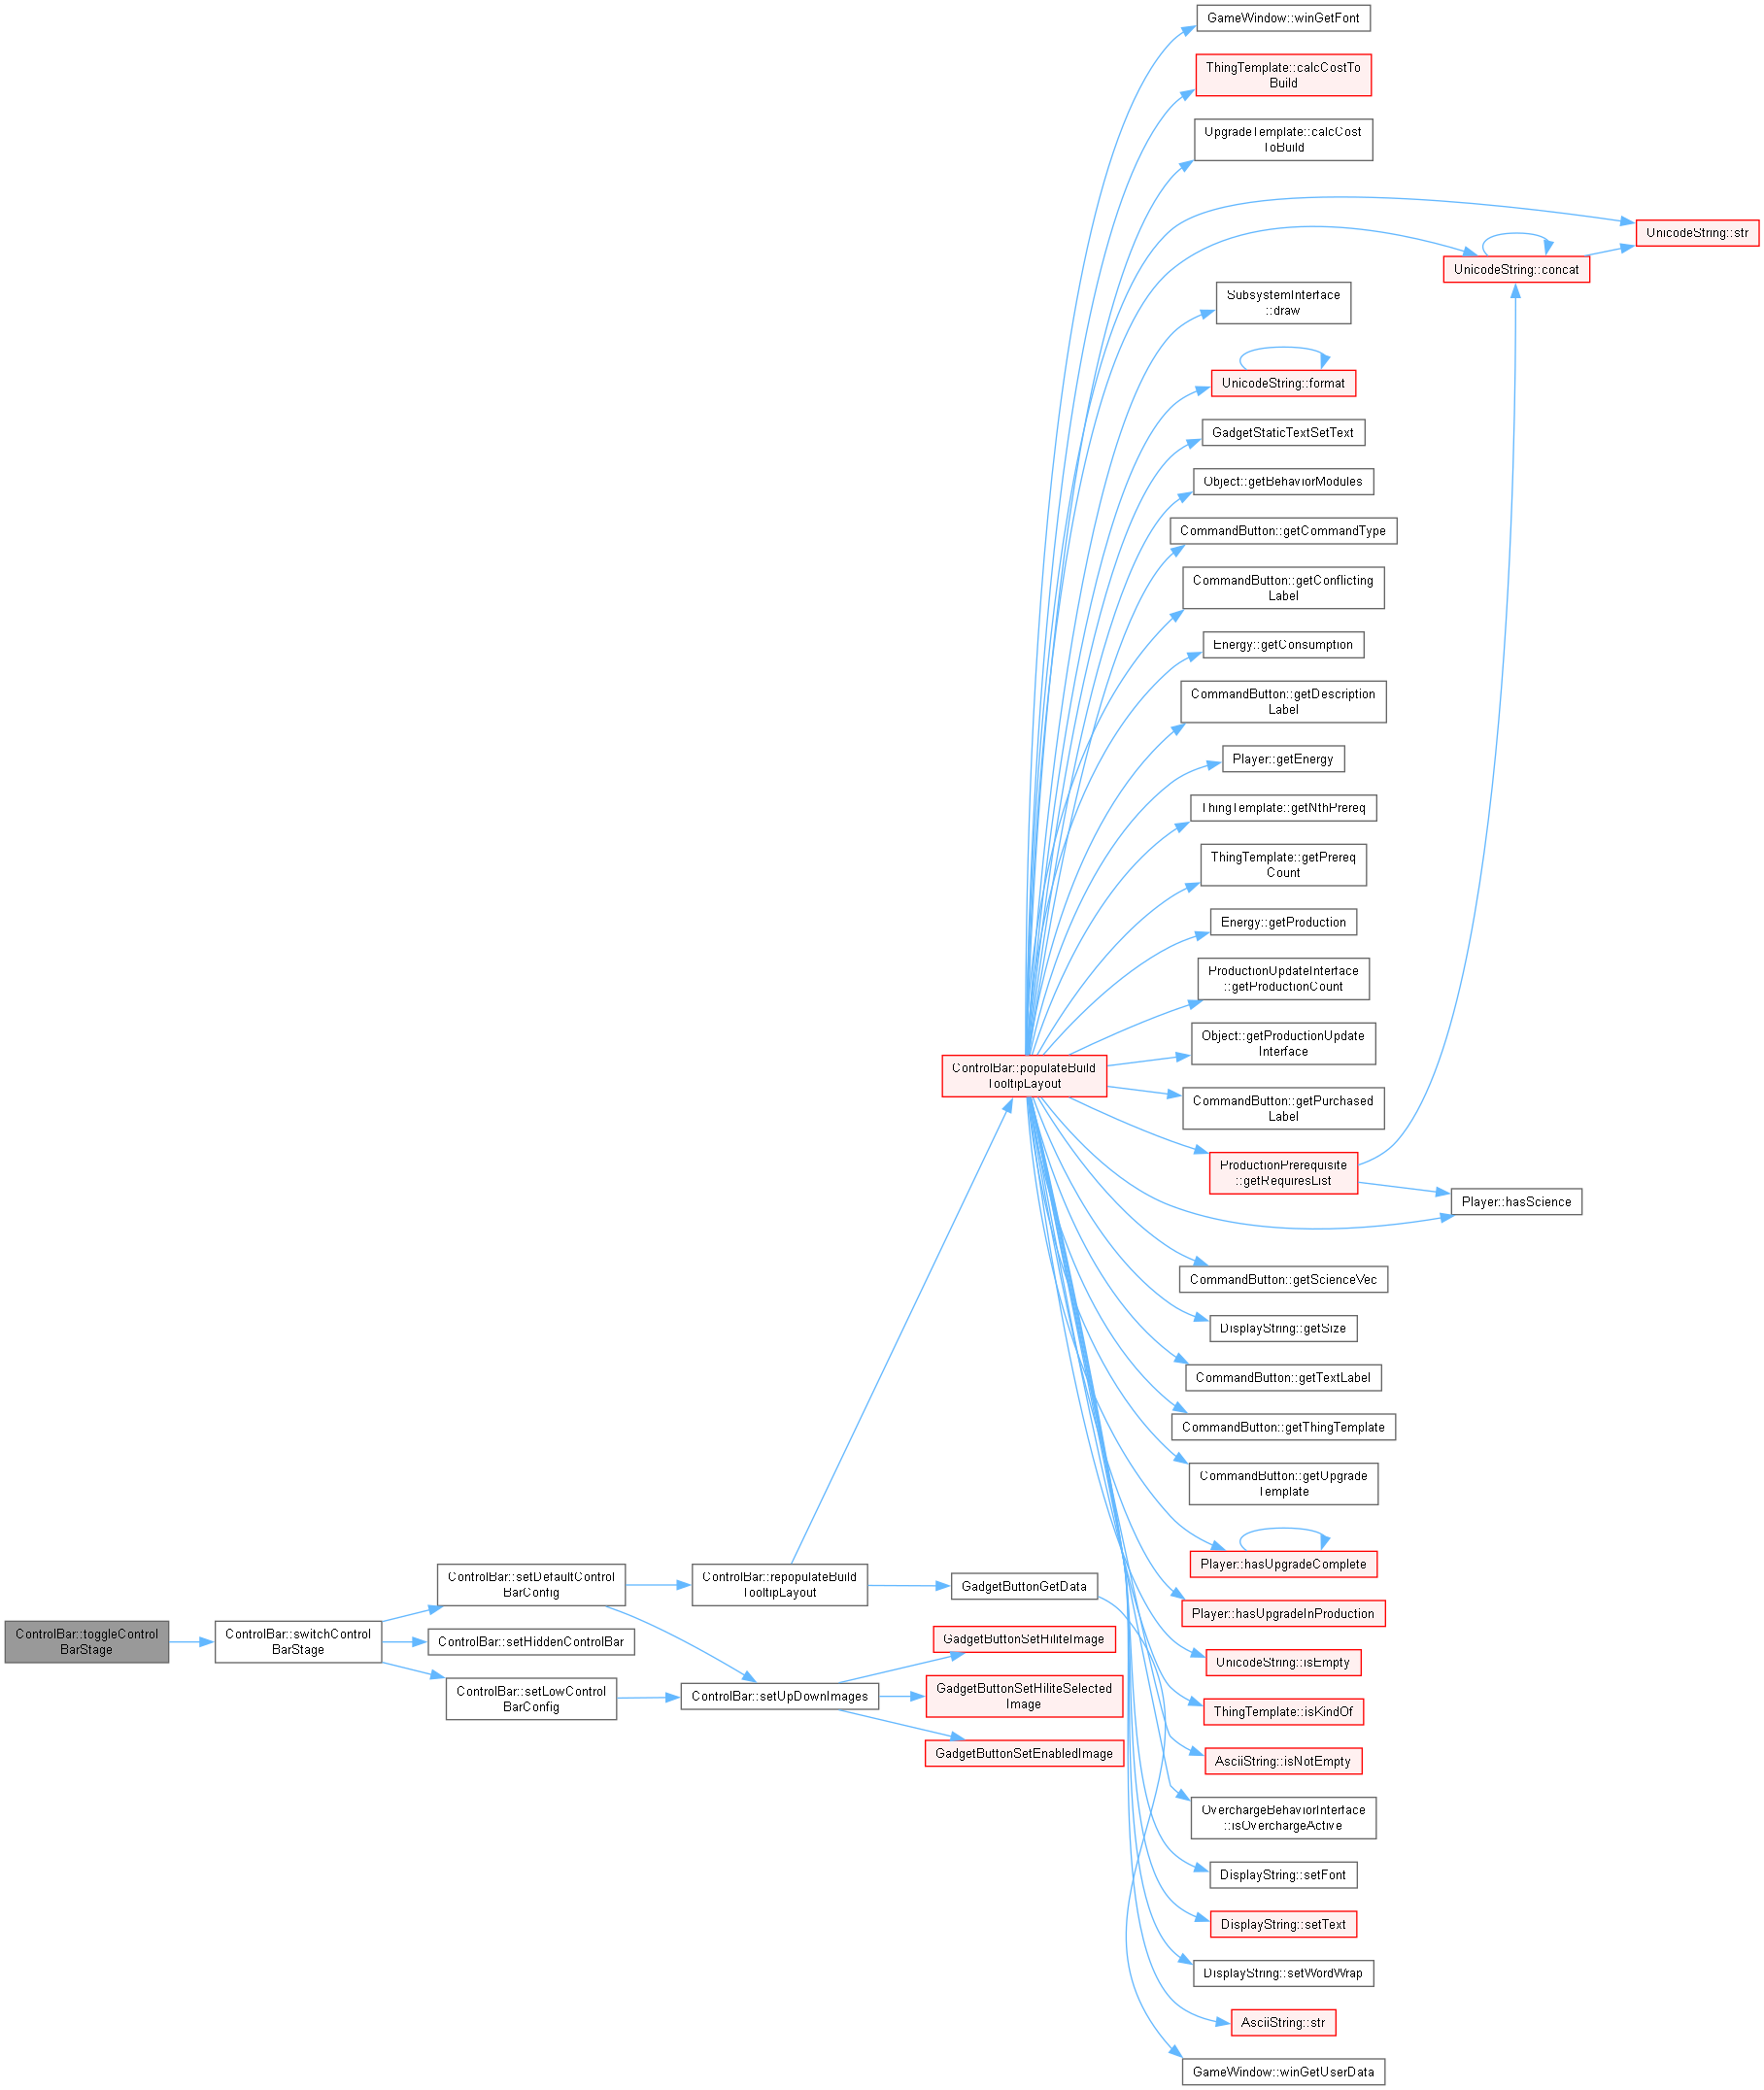 GameWindow::winGetFont
ThingTemplate::calcCostTo
Build
UpgradeTemplate::calcCost
ToBuild
UnicodeString::str
UnicodeString::concat
SubsystemInterface
::draw
UnicodeString::format
GadgetStaticTextSetText
Object::getBehaviorModules
CommandButton::getCommandType
CommandButton::getConflicting
Label
Energy::getConsumption
CommandButton::getDescription
Label
Player::getEnergy
ThingTemplate::getNthPrereq
ThingTemplate::getPrereq
Count
Energy::getProduction
ProductionUpdateInterface
::getProductionCount
Object::getProductionUpdate
Interface
ControlBar::populateBuild
TooltipLayout
CommandButton::getPurchased
Label
ProductionPrerequisite
::getRequiresList
Player::hasScience
CommandButton::getScienceVec
DisplayString::getSize
CommandButton::getTextLabel
CommandButton::getThingTemplate
CommandButton::getUpgrade
Template
Player::hasUpgradeComplete
ControlBar::setDefaultControl
BarConfig
ControlBar::repopulateBuild
TooltipLayout
GadgetButtonGetData
Player::hasUpgradeInProduction
ControlBar::toggleControl
BarStage
ControlBar::switchControl
BarStage
ControlBar::setHiddenControlBar
GadgetButtonSetHiliteImage
UnicodeString::isEmpty
ControlBar::setLowControl
BarConfig
ControlBar::setUpDownImages
GadgetButtonSetHiliteSelected
Image
ThingTemplate::isKindOf
GadgetButtonSetEnabledImage
AsciiString::isNotEmpty
OverchargeBehaviorInterface
::isOverchargeActive
DisplayString::setFont
DisplayString::setText
DisplayString::setWordWrap
AsciiString::str
GameWindow::winGetUserData